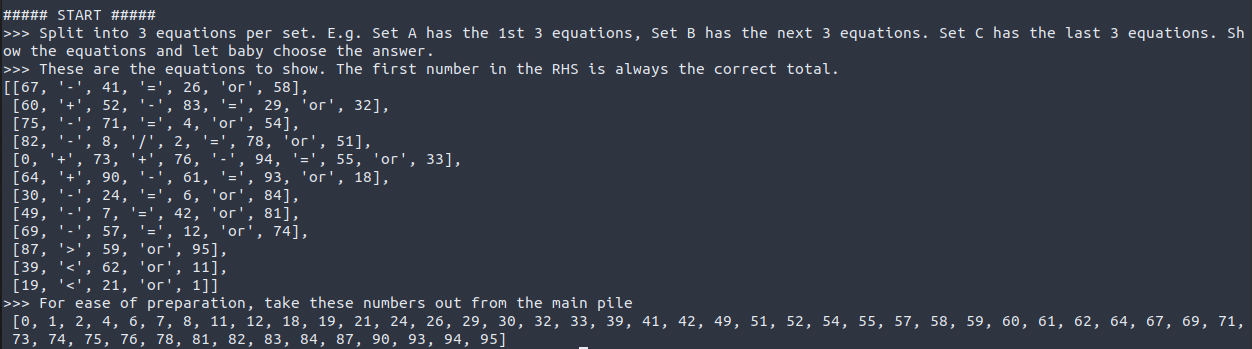 ##### START #####
>>> Split into 3 equations per set. E.g. Set A has the 1st 3 equations, Set B has the next 3 equations. Set C has the last 3 equations. Sh
ow the equations and let baby choose the answer.
>>> These are the equations to show. The first number in the RHS is always the correct total.
[[67, '-', 41, '=', 26, 'or', 58],
 [60, '+', 52, '-', 83, '=', 29, 'or', 32],
 [75, '-', 71, '=', 4, 'or', 54],
 [82, '-', 8, '/', 2, '=', 78, 'or', 51],
 [0, '+', 73, '+', 76, '-', 94, '=', 55, 'or', 33],
 [64, '+', 90, '-', 61, '=', 93, 'or', 18],
 [30, '-', 24, '=', 6, 'or', 84],
 [49, '-', 7, '=', 42, 'or', 81],
 [69, '-', 57, '=', 12, 'or', 74],
 [87, '>', 59, 'or', 95],
 [39, '<', 62, 'or', 11],
 [19, '<', 21, 'or', 1]]
>>> For ease of preparation, take these numbers out from the main pile
 [0, 1, 2, 4, 6, 7, 8, 11, 12, 18, 19, 21, 24, 26, 29, 30, 32, 33, 39, 41, 42, 49, 51, 52, 54, 55, 57, 58, 59, 60, 61, 62, 64, 67, 69, 71,
 73, 74, 75, 76, 78, 81, 82, 83, 84, 87, 90, 93, 94, 95]